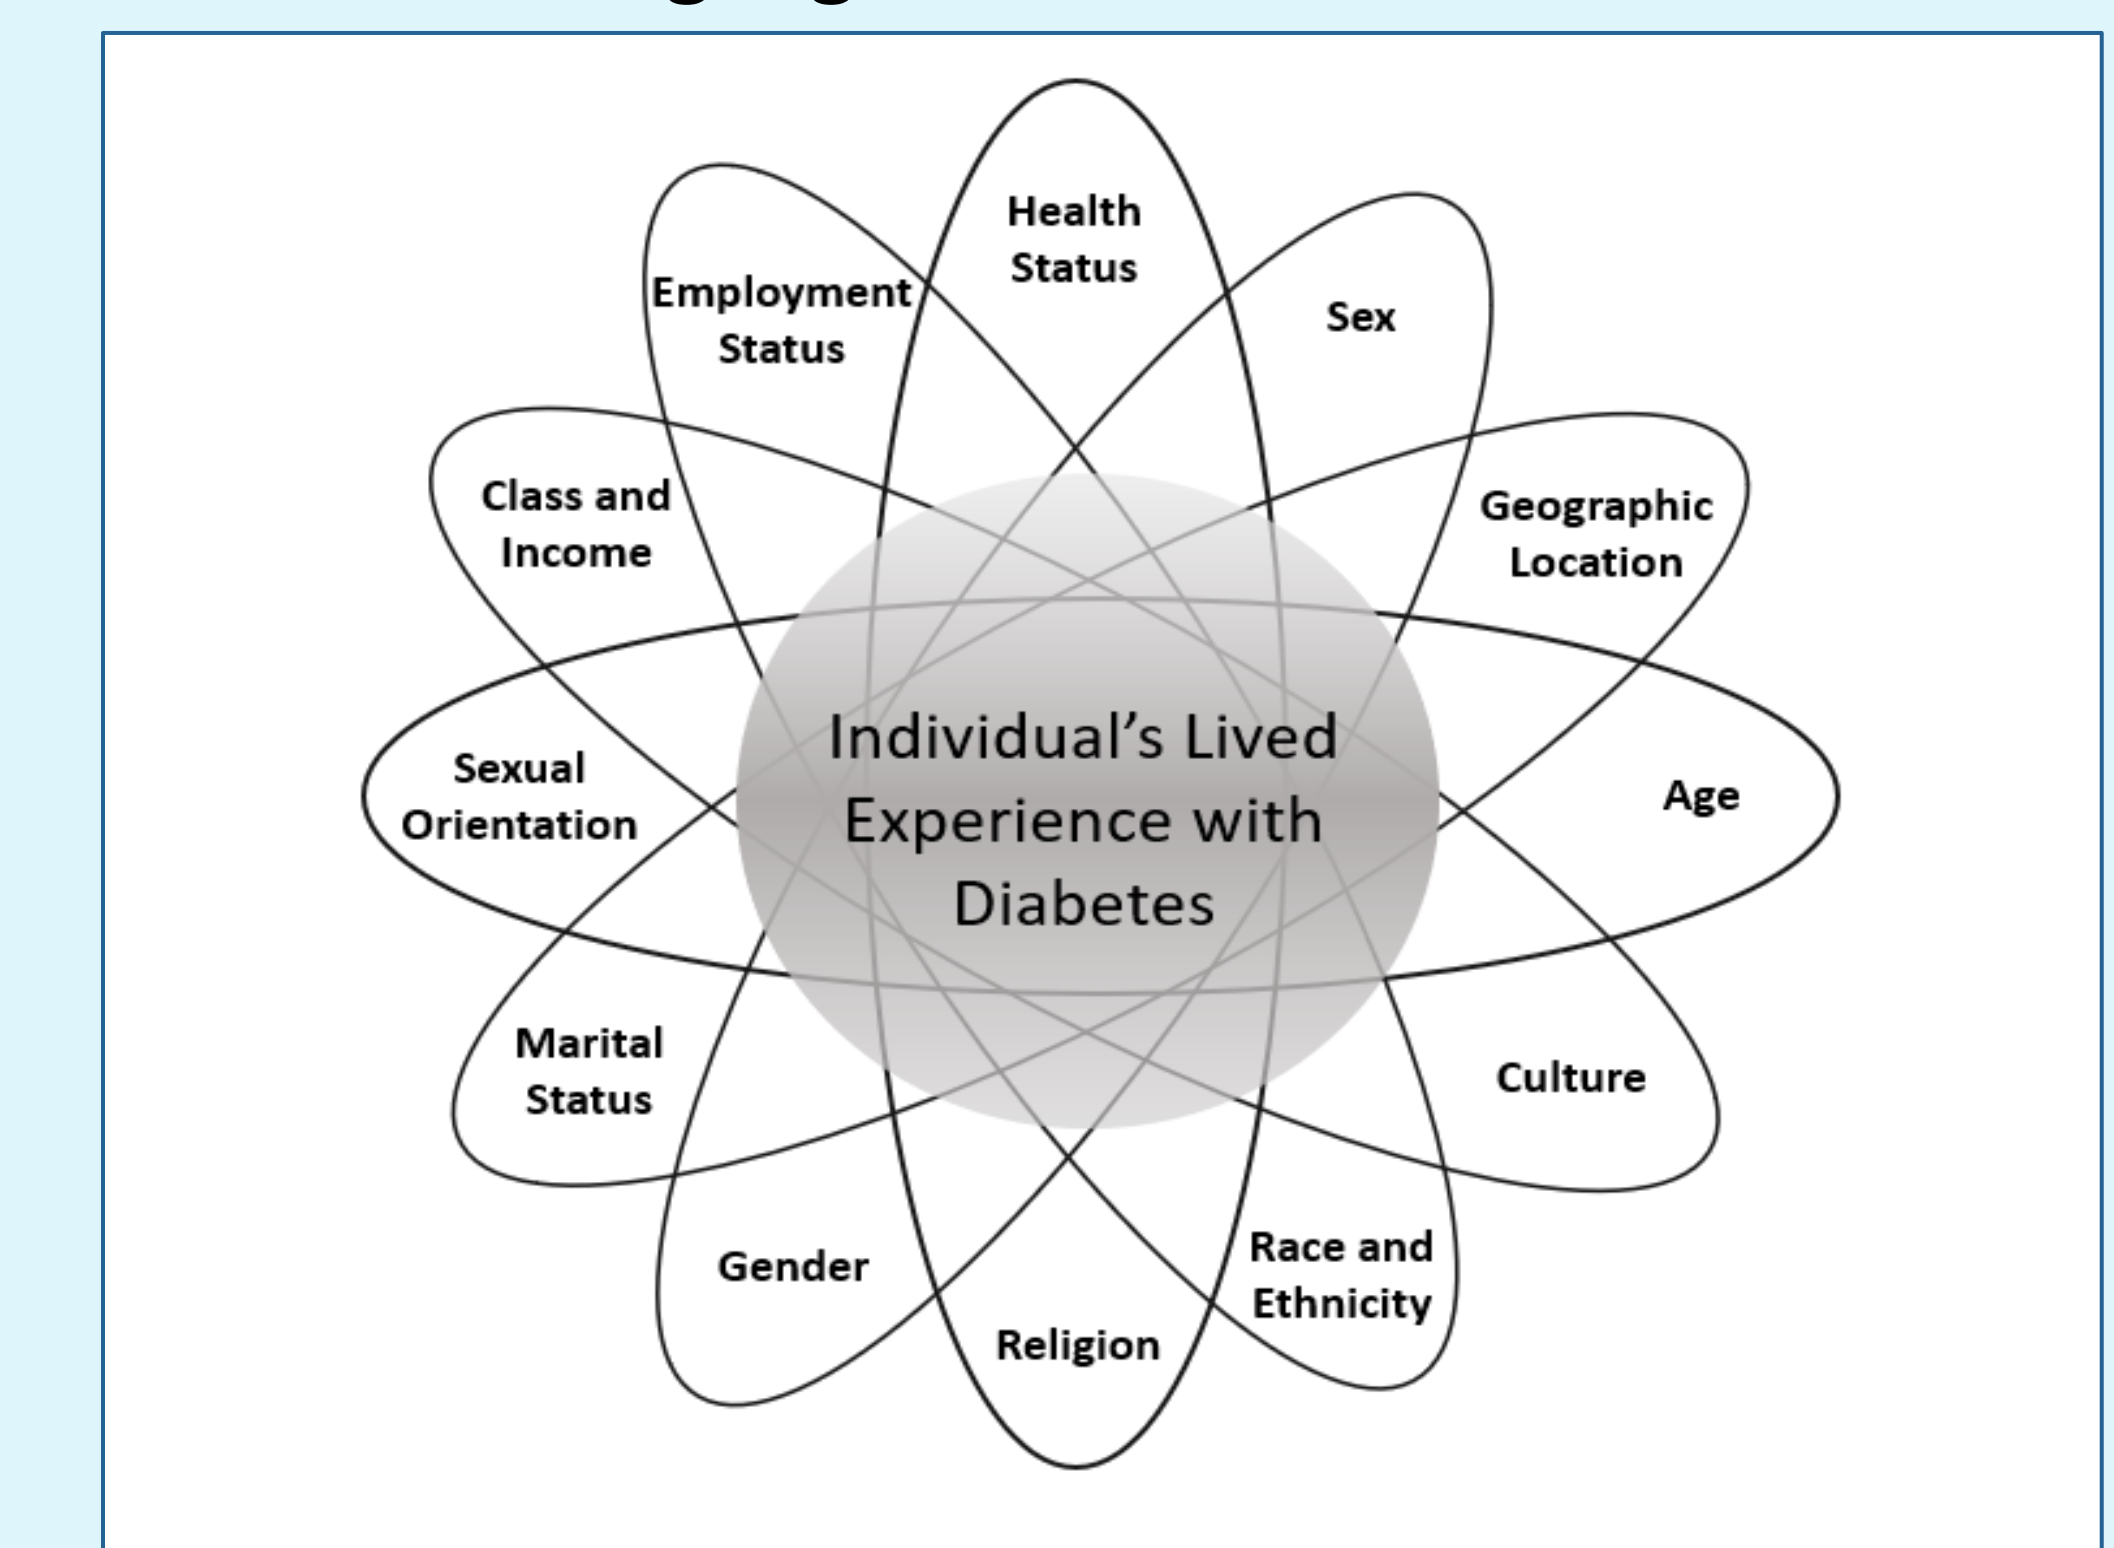 Health
Status
Sex
Geographic
Location
Age
Culture
Race and
Ethnicity
Religion
Gender
Marital
Status
Sexual
Orientation
Class and
Income
Employment
Status
Individual’s Lived
Experience with
Diabetes